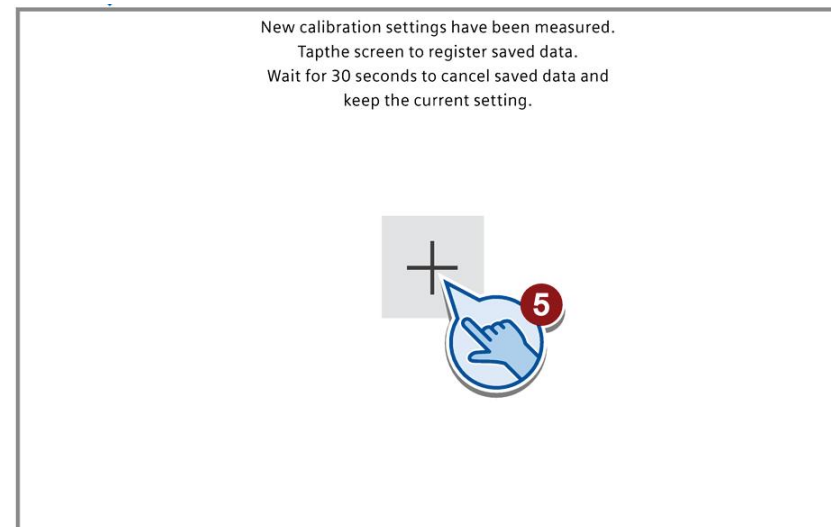 New calibration settings have been measured.
Tapthe screen to register saved data.
Wait for 30 seconds to cancel saved data and
keep the current setting.
5